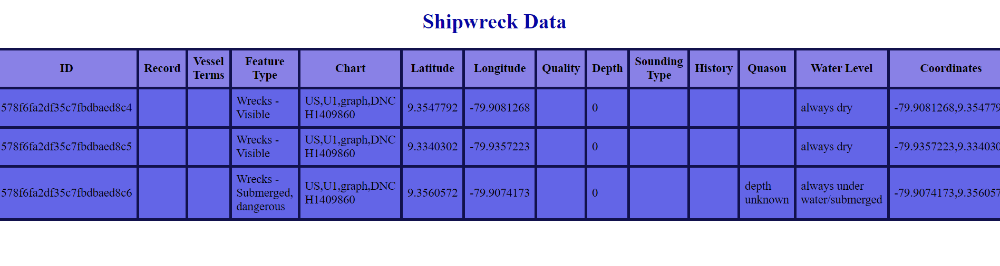 Shipwreck Data
ID Record Vessel Terms Feature Type Chart Latitude Longitude Quality Depth Sounding Type History Quasou Water Level Coordinates
578f6fa2df35c7fbdbaed8c4 Wrecks - Visible US,U1,graph,DNC H1409860 9.3547792 -79.9081268 0 always dry -79.9081268,9.354779
578f6fa2df35c7fbdbaed8c5 Wrecks - Visible US,U1,graph,DNC H1409860 9.3340302 -79.9357223 0 always dry -79.9357223,9.334030
578f6fa2df35c7fbdbaed8c6 Wrecks - Submerged, dangerous US,U1,graph,DNC H1409860 9.3560572 -79.9074173 0 depth unknown always under water/submerged -79.9074173,9.356057